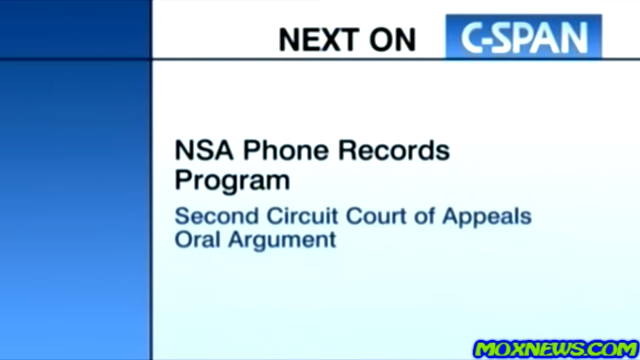 NEXT ON C-SPAN
NSA Phone Records
Program
Second Circuit Court of Appeals
Oral Argument
MOXNEWS.COM